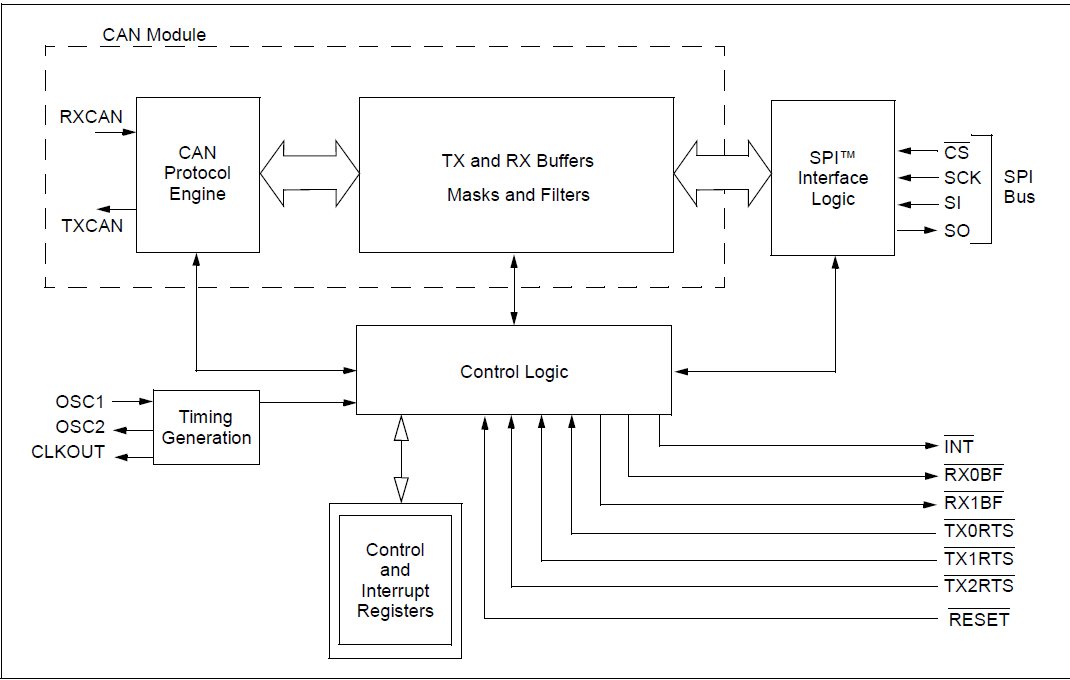 CAN Module
RXCAN
TXCAN
CAN
Protocol
Engine
TX and RX Buffers
Masks and Filters
SPI™
Interface
Logic
CS
SCK
SI
SO
SPI
Bus
Control Logic
OSC1
OSC2
CLKOUT
Timing
Generation
Control
and
Interrupt
Registers
INT
RX0BF
RX1BF
TX0RTS
TX1RTS
TX2RTS
RESET